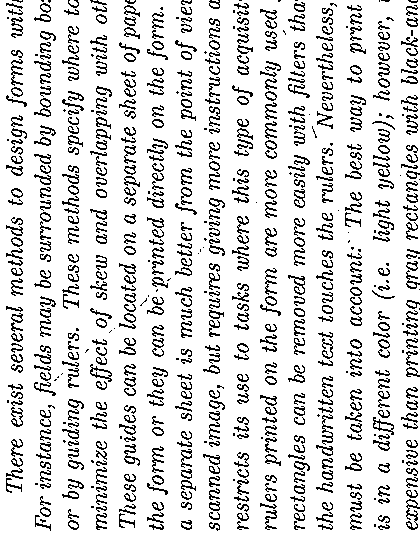 There exist several methods to design forms with
For instance, fields may be surrounded by bounding bo
or by guiding rulers. These methods specify where to
minimize the effect of skew and overlapping with oth
These guides can be located on a separate sheet of pape
the form or they can be printed directly on the form.
a separate sheet is much better from the point of view
scanned image, but requires giving more instructions a
restricts its use to tasks where this type of acquisit
rulers printed on the form are more commonly used
rectangles can be removed more easily with filters tha
the handwritten text touches the rulers. Nevertheless,
must be taken into account: The best way to print
is in a different color (i.e. light yellow); however,
expensive than printing gray rectangles with black-and